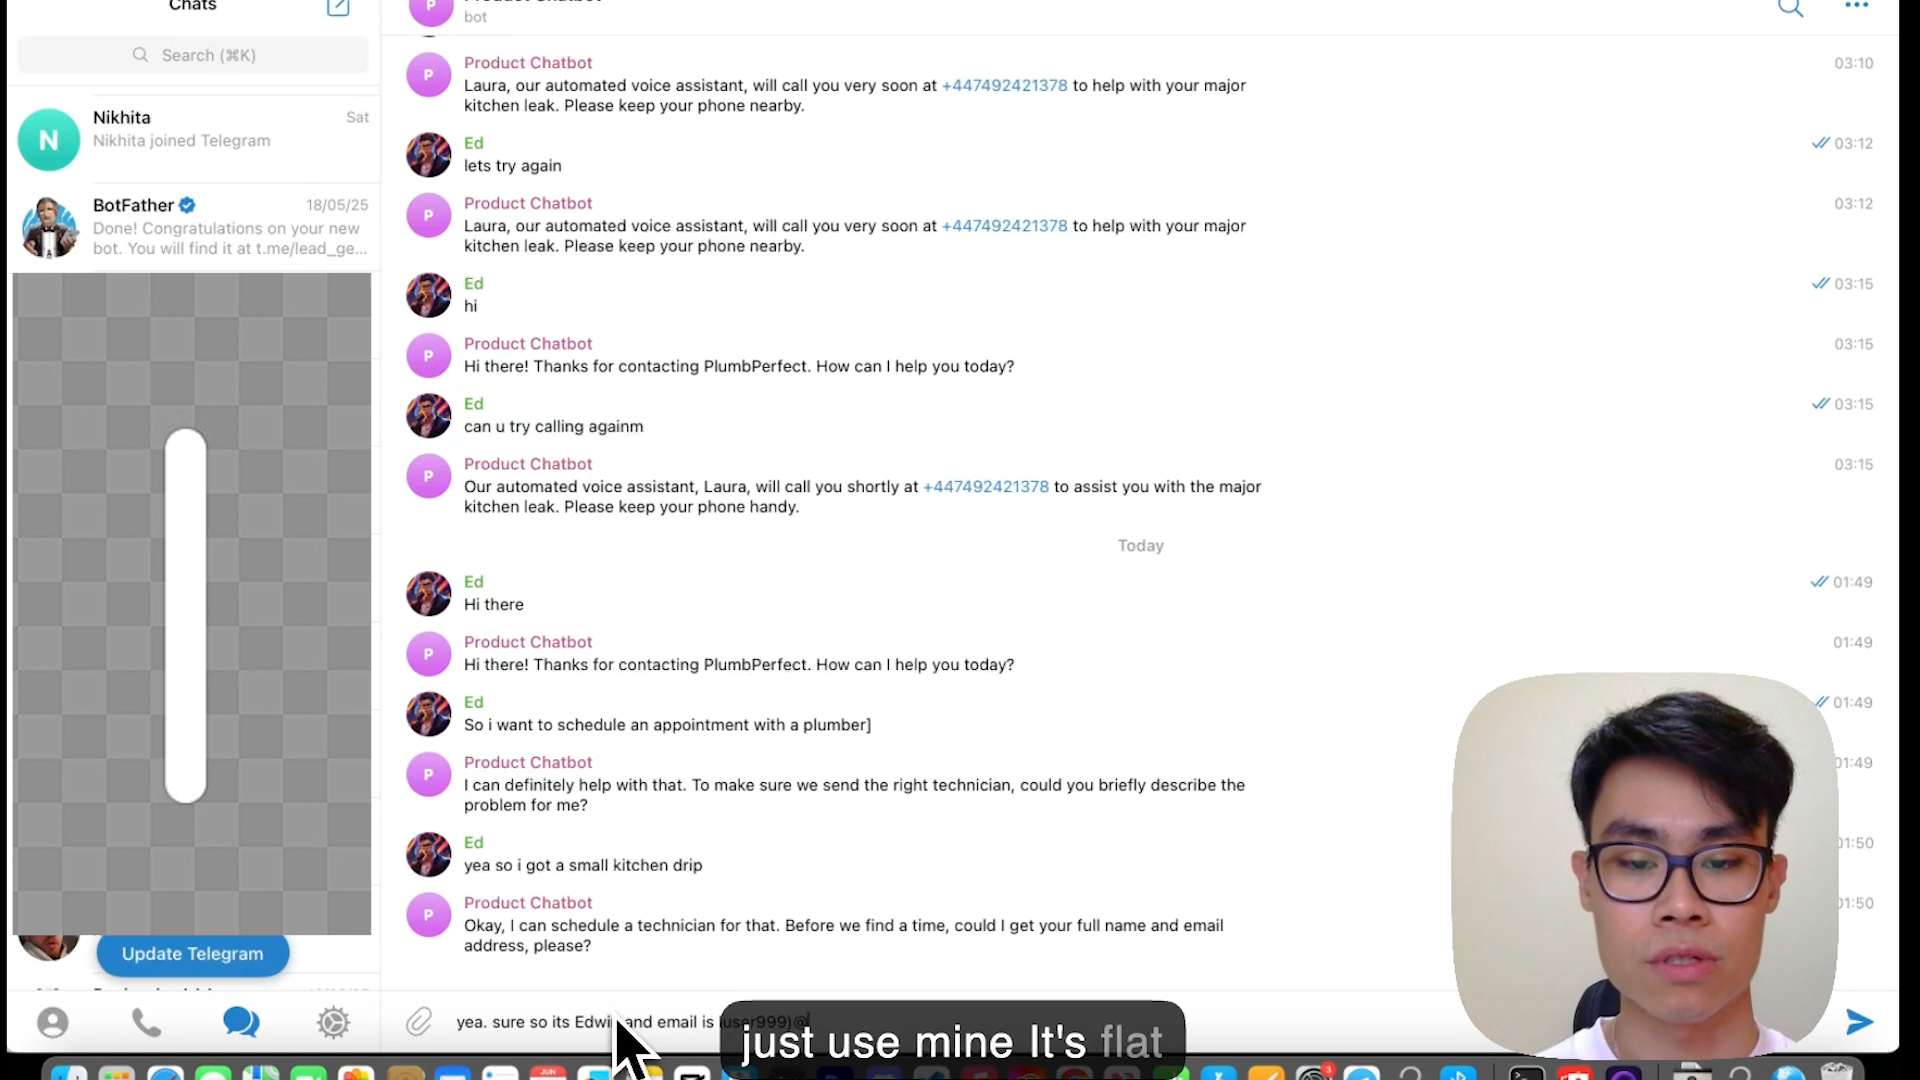 Chats
bot
Search (⌘K)
Product Chatbot
03:10
Laura, our automated voice assistant, will call you very soon at +447492421378 to help with your major
kitchen leak. Please keep your phone nearby.
N
Nikhita
Sat
Nikhita joined Telegram
Ed
03:12
lets try again
BotFather
18/05/25
Done! Congratulations on your new
bot. You will find it at t.me/lead_ge...
P
Product Chatbot
03:12
Laura, our automated voice assistant, will call you very soon at +447492421378 to help with your major
kitchen leak. Please keep your phone nearby.
Ed
03:15
hi
P
Product Chatbot
03:15
Hi there! Thanks for contacting PlumbPerfect. How can I help you today?
Ed
03:15
can u try calling againm
P
Product Chatbot
03:15
Our automated voice assistant, Laura, will call you shortly at +447492421378 to assist you with the major
kitchen leak. Please keep your phone handy.
Today
Ed
01:49
Hi there
P
Product Chatbot
01:49
Hi there! Thanks for contacting PlumbPerfect. How can I help you today?
Ed
01:49
So i want to schedule an appointment with a plumber]
P
Product Chatbot
01:49
I can definitely help with that. To make sure we send the right technician, could you briefly describe the
problem for me?
Ed
01:50
yea so i got a small kitchen drip
P
Product Chatbot
01:50
Okay, I can schedule a technician for that. Before we find a time, could I get your full name and email
address, please?
Update Telegram
yea. sure so its Edwin and email is user999)@
just use mine It's flat
JUN
3